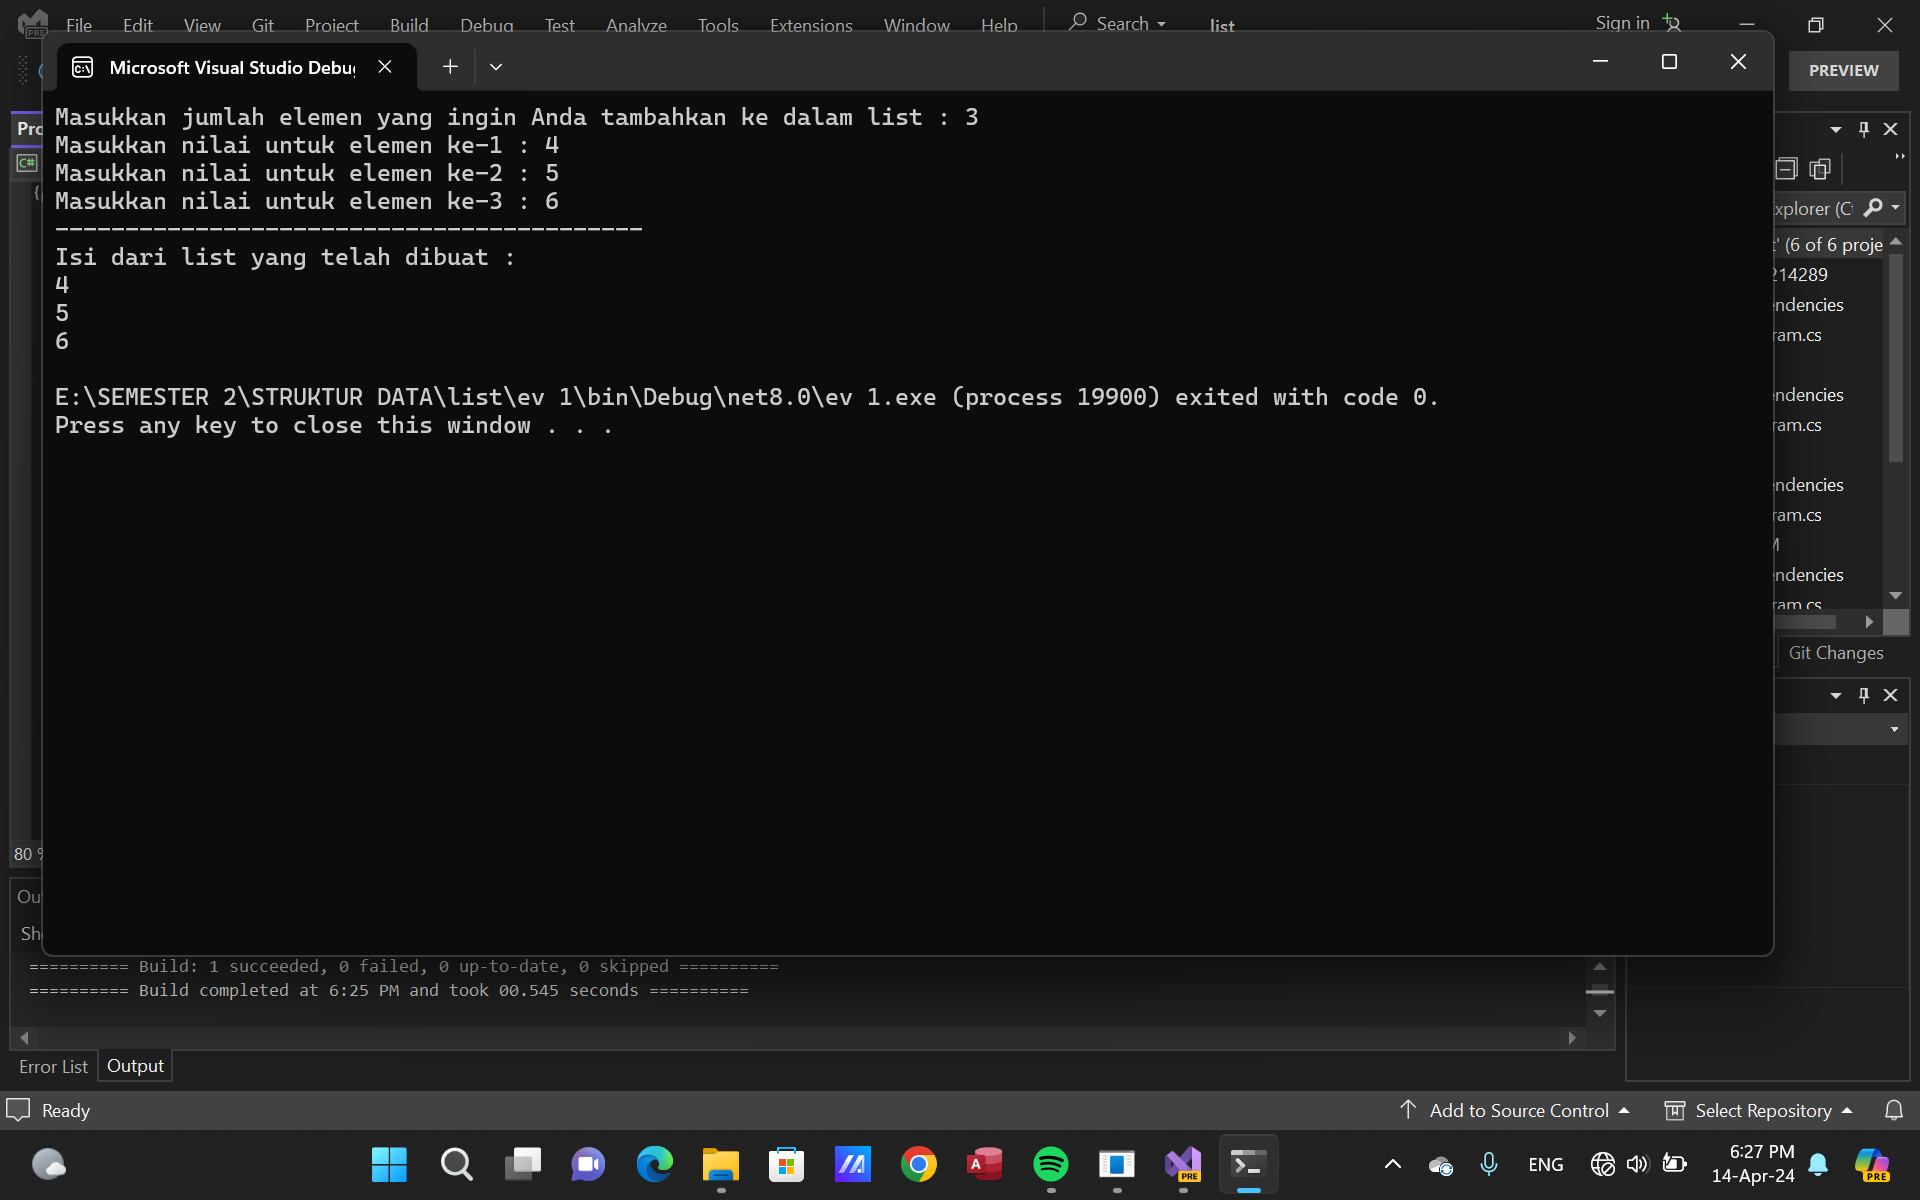 File Edit View Git Project Build Debug Test Analyze Tools Extensions Window Help Search list Sign in
Microsoft Visual Studio Debu
PREVIEW
Masukkan jumlah elemen yang ingin Anda tambahkan ke dalam list : 3
Masukkan nilai untuk elemen ke-1 : 4
Masukkan nilai untuk elemen ke-2 : 5
Masukkan nilai untuk elemen ke-3 : 6
------------------------------------------
Isi dari list yang telah dibuat :
4
5
6
E:\SEMESTER 2\STRUKTUR DATA\list\ev 1\bin\Debug\net8.0\ev 1.exe (process 19900) exited with code 0.
Press any key to close this window . . .
Pro
C#
xplorer (C
t' (6 of 6 proje
214289
endencies
ram.cs
endencies
ram.cs
endencies
ram.cs
M
endencies
ram.cs
Git Changes
80 %
Ou
Sh
========== Build: 1 succeeded, 0 failed, 0 up-to-date, 0 skipped ==========
========== Build completed at 6:25 PM and took 00.545 seconds ==========
Error List Output
Ready Add to Source Control Select Repository
ENG 6:27 PM
14-Apr-24
PRE
PRE